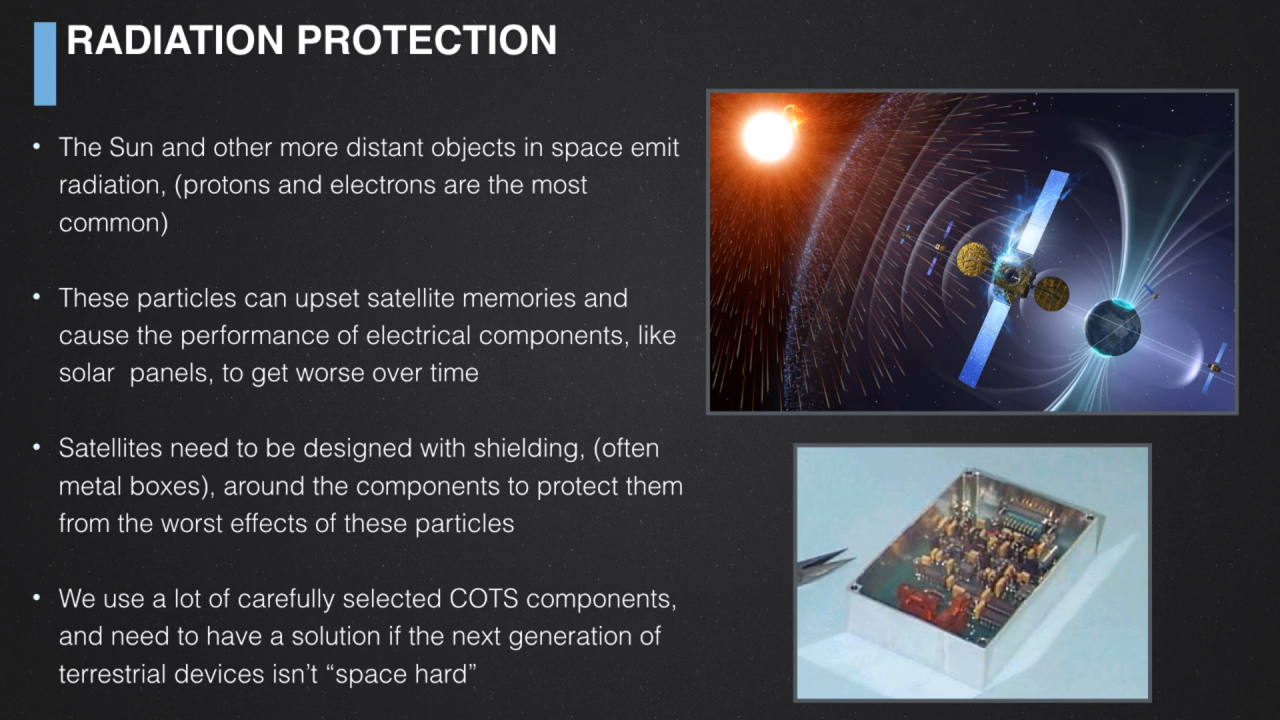 RADIATION PROTECTION
• The Sun and other more distant objects in space emit
radiation, (protons and electrons are the most
common)
• These particles can upset satellite memories and
cause the performance of electrical components, like
solar  panels, to get worse over time
• Satellites need to be designed with shielding, (often
metal boxes), around the components to protect them
from the worst effects of these particles
• We use a lot of carefully selected COTS components,
and need to have a solution if the next generation of
terrestrial devices isn’t “space hard”